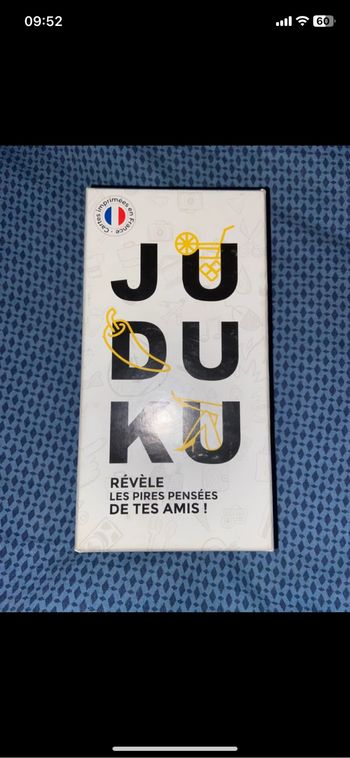 09:52
60
Cartes imprimées en France
JU
DU
KU
RÉVÈLE
LES PIRES PENSÉES
DE TES AMIS !